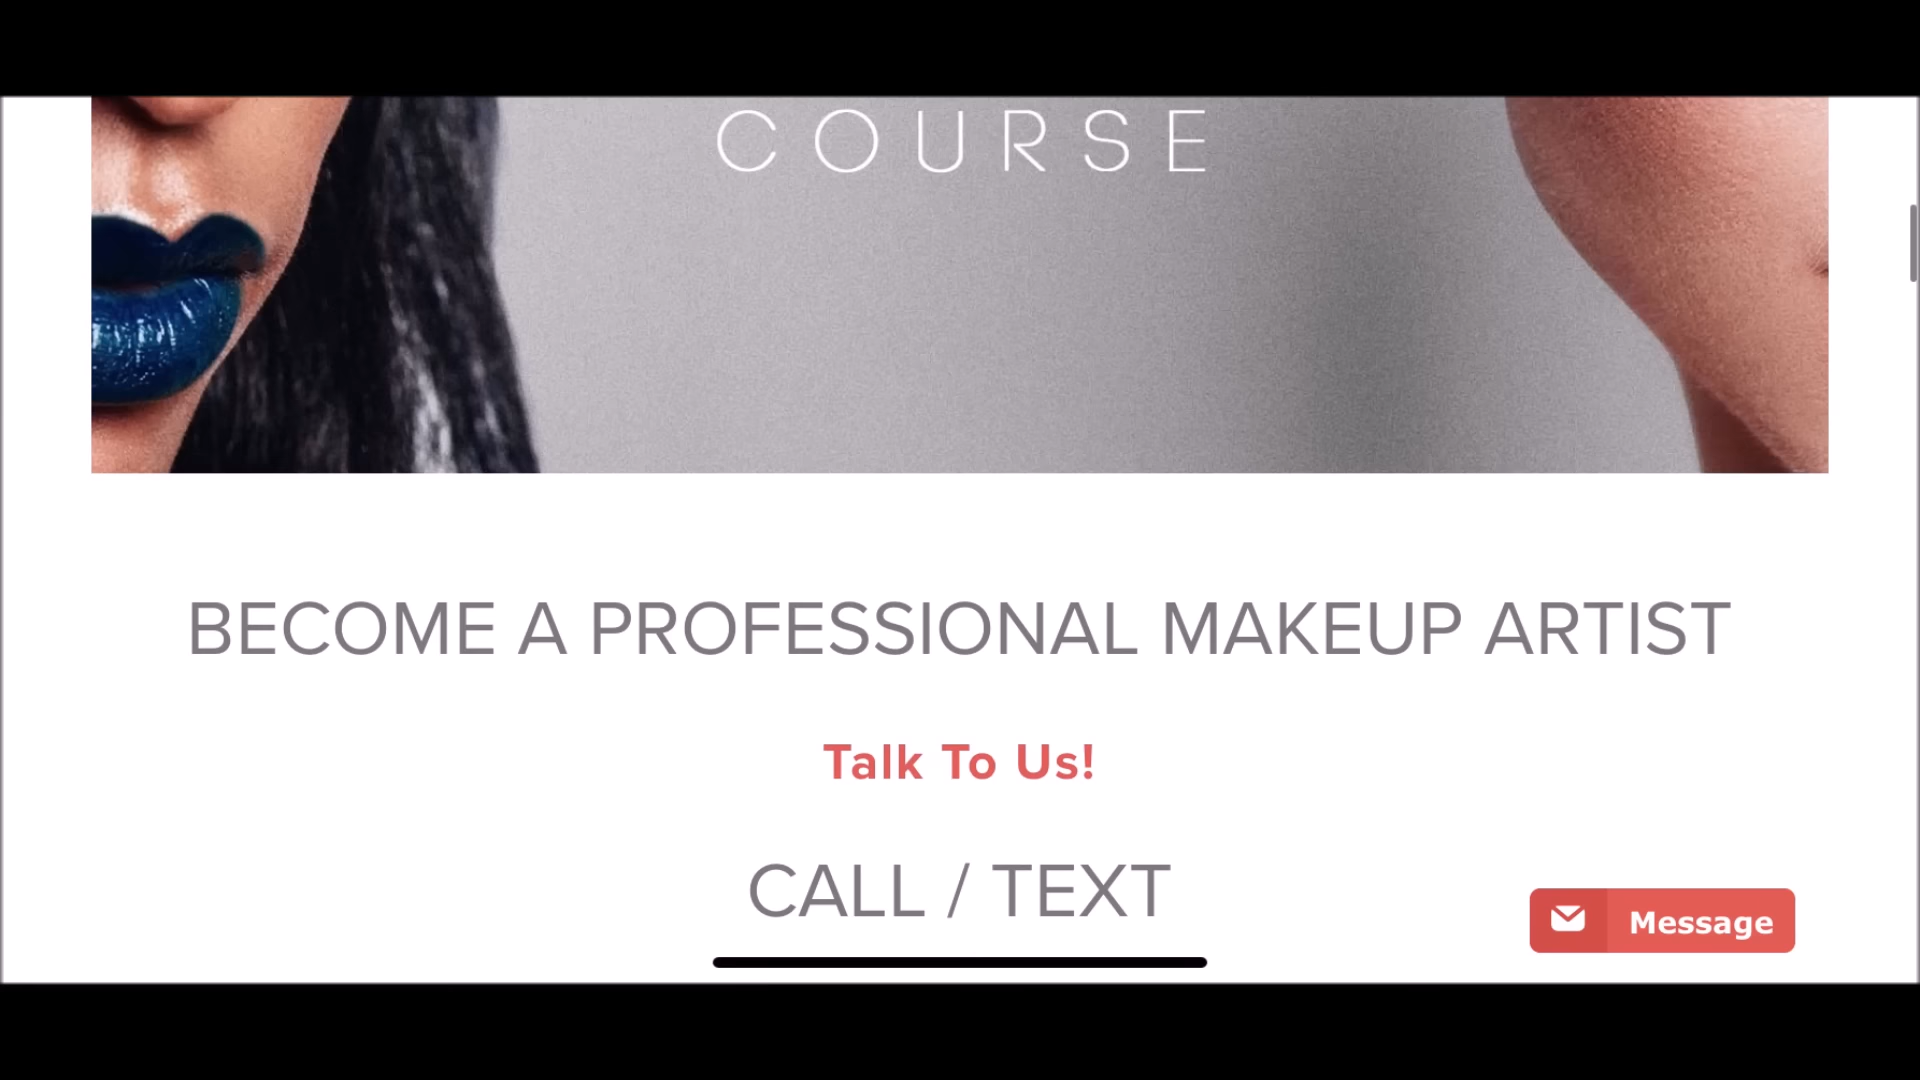 COURSE
BECOME A PROFESSIONAL MAKEUP ARTIST
Talk To Us!
CALL / TEXT
Message